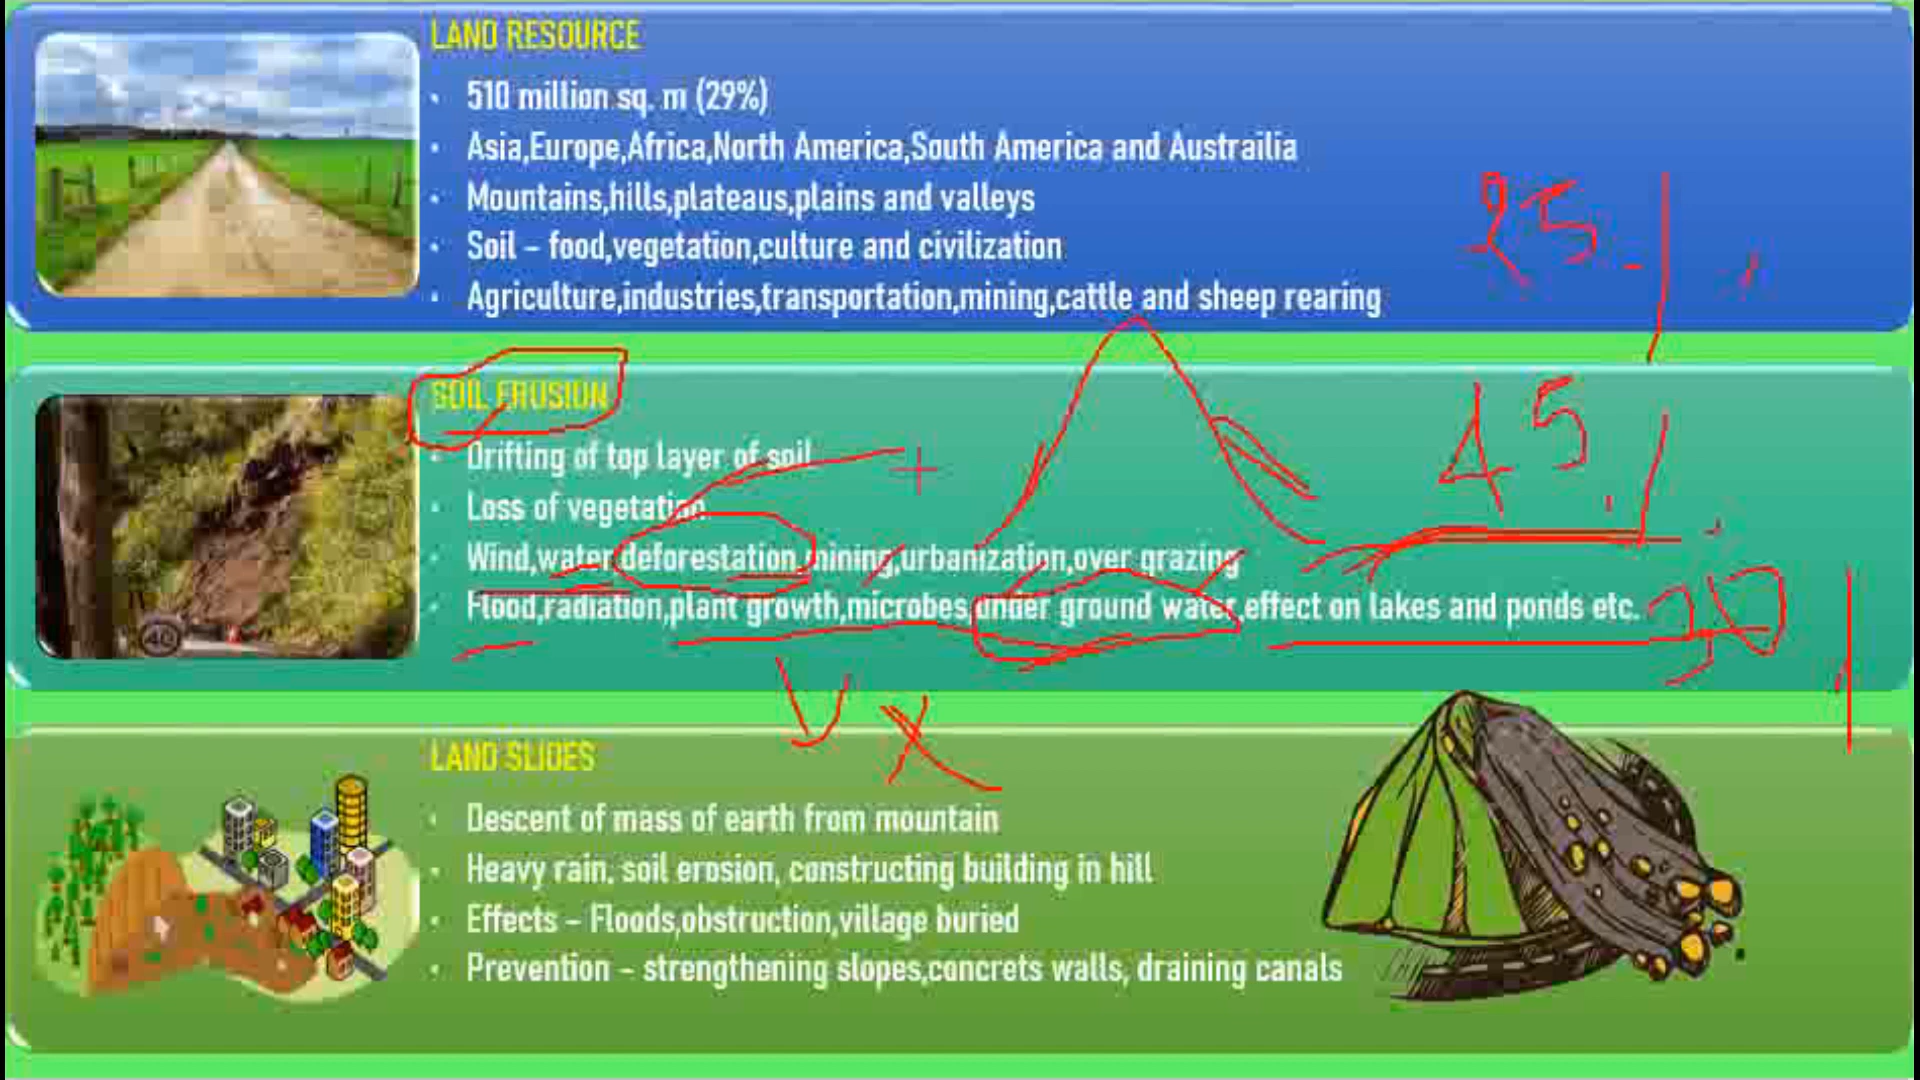 LAND RESOURCE
• 510 million sq. m (29%)
• Asia,Europe,Africa,North America,South America and Austrailia
• Mountains,hills,plateaus,plains and valleys
• Soil – food,vegetation,culture and civilization
• Agriculture,industries,transportation,mining,cattle and sheep rearing
25
SOIL EROSION
• Drifting of top layer of soil
• Loss of vegetation
• Wind,water,deforestation,mining,urbanization,over grazing
• Flood,radiation,plant growth,microbes,under ground water,effect on lakes and ponds etc.
45
30
40
LAND SLIDES
• Descent of mass of earth from mountain
• Heavy rain, soil erosion, constructing building in hill
• Effects – Floods,obstruction,village buried
• Prevention – strengthening slopes,concrets walls, draining canals